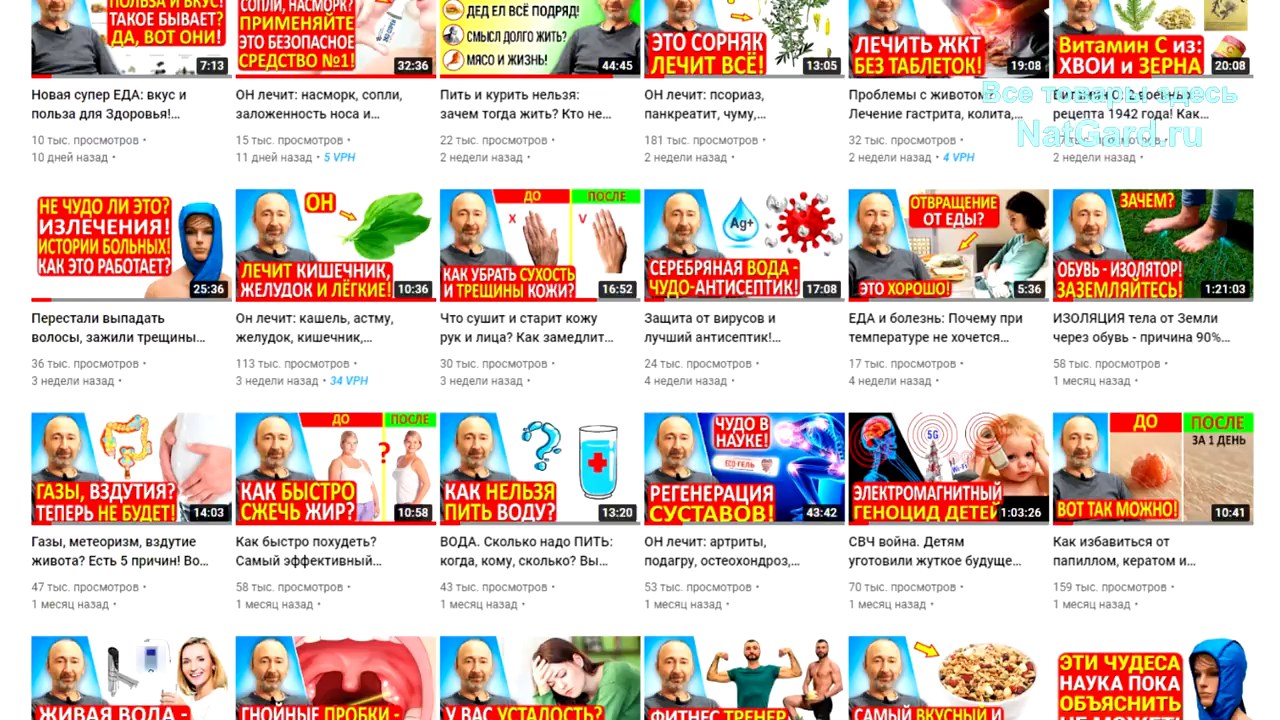 ПОЛЬЗА И ВКУС!
ТАКОЕ БЫВАЕТ?
ДА, ВОТ ОНИ!
7:13
СОПЛИ, НАСМОРК?
ПРИМЕНЯЙТЕ
ЭТО БЕЗОПАСНОЕ
СРЕДСТВО №1!
32:36
ДЕД ЕЛ ВСЁ ПОДРЯД!
СМЫСЛ ДОЛГО ЖИТЬ?
МЯСО И ЖИЗНЬ!
44:45
ЭТО СОРНЯК
ЛЕЧИТ ВСЁ!
13:05
ЛЕЧИТЬ ЖКТ
БЕЗ ТАБЛЕТОК!
19:08
Витамин С из:
ХВОИ и ЗЕРНА
20:08
Новая супер ЕДА: вкус и
польза для Здоровья!...
10 тыс. просмотров •
10 дней назад •
ОН лечит: насморк, сопли,
заложенность носа и...
15 тыс. просмотров •
11 дней назад • 5 VPH
Пить и курить нельзя:
зачем тогда жить? Кто не...
22 тыс. просмотров •
2 недели назад •
ОН лечит: псориаз,
панкреатит, чуму,...
181 тыс. просмотров •
2 недели назад •
Проблемы с животом?
Лечение гастрита, колита,...
32 тыс. просмотров •
2 недели назад • 4 VPH
рецепта 1942 года! Как...
2 недели назад •
Все товары здесь
NatGard.ru
НЕ ЧУДО ЛИ ЭТО?
ИЗЛЕЧЕНИЯ!
ИСТОРИИ БОЛЬНЫХ!
КАК ЭТО РАБОТАЕТ?
25:36
ОН
ЛЕЧИТ КИШЕЧНИК,
ЖЕЛУДОК И ЛЁГКИЕ!
10:36
ДО
ПОСЛЕ
X
V
КАК УБРАТЬ СУХОСТЬ
И ТРЕЩИНЫ КОЖИ?
16:52
Ag+
СЕРЕБРЯНАЯ ВОДА -
ЧУДО-АНТИСЕПТИК!
17:08
ОТВРАЩЕНИЕ
ОТ ЕДЫ?
ЭТО ХОРОШО!
5:36
ЗАЧЕМ?
ОБУВЬ - ИЗОЛЯТОР!
ЗАЗЕМЛЯЙТЕСЬ!
1:21:03
Перестали выпадать
волосы, зажили трещины...
36 тыс. просмотров •
3 недели назад •
Он лечит: кашель, астму,
желудок, кишечник,...
113 тыс. просмотров •
3 недели назад • 34 VPH
Что сушит и старит кожу
рук и лица? Как замедлит...
30 тыс. просмотров •
3 недели назад •
Защита от вирусов и
лучший антисептик!...
24 тыс. просмотров •
4 недели назад •
ЕДА и болезнь: Почему при
температуре не хочется...
17 тыс. просмотров •
4 недели назад •
ИЗОЛЯЦИЯ тела от Земли
через обувь - причина 90%...
58 тыс. просмотров •
1 месяц назад •
ГАЗЫ, ВЗДУТИЯ?
ТЕПЕРЬ НЕ БУДЕТ!
14:03
ДО
ПОСЛЕ
?
КАК БЫСТРО
СЖЕЧЬ ЖИР?
10:58
КАК НЕЛЬЗЯ
ПИТЬ ВОДУ?
13:20
ЧУДО В
НАУКЕ!
ЕСО-ГЕЛЬ
РЕГЕНЕРАЦИЯ
СУСТАВОВ!
43:42
5G
Wi-Fi
ЭЛЕКТРОМАГНИТНЫЙ
ГЕНОЦИД ДЕТЕЙ
1:03:26
ДО
ПОСЛЕ
ЗА 1 ДЕНЬ
ВОТ ТАК МОЖНО!
10:41
Газы, метеоризм, вздутие
живота? Есть 5 причин! Во...
47 тыс. просмотров •
1 месяц назад •
Как быстро похудеть?
Самый эффективный...
58 тыс. просмотров •
1 месяц назад •
ВОДА. Сколько надо ПИТЬ:
когда, кому, сколько? Вы...
43 тыс. просмотров •
1 месяц назад •
ОН лечит: артриты,
подагру, остеохондроз,...
53 тыс. просмотров •
1 месяц назад •
СВЧ война. Детям
уготовили жуткое будуще...
70 тыс. просмотров •
1 месяц назад •
Как избавиться от
папиллом, кератом и...
159 тыс. просмотров •
1 месяц назад •
ЖИВАЯ ВОДА -
ГНОЙНЫЕ ПРОБКИ -
У ВАС УСТАЛОСТЬ?
ФИТНЕС ТРЕНЕР
САМЫЙ ВКУСНЫЙ И
ЭТИ ЧУДЕСА
НАУКА ПОКА
ОБЪЯСНИТЬ
НЕ МОЖЕТ!